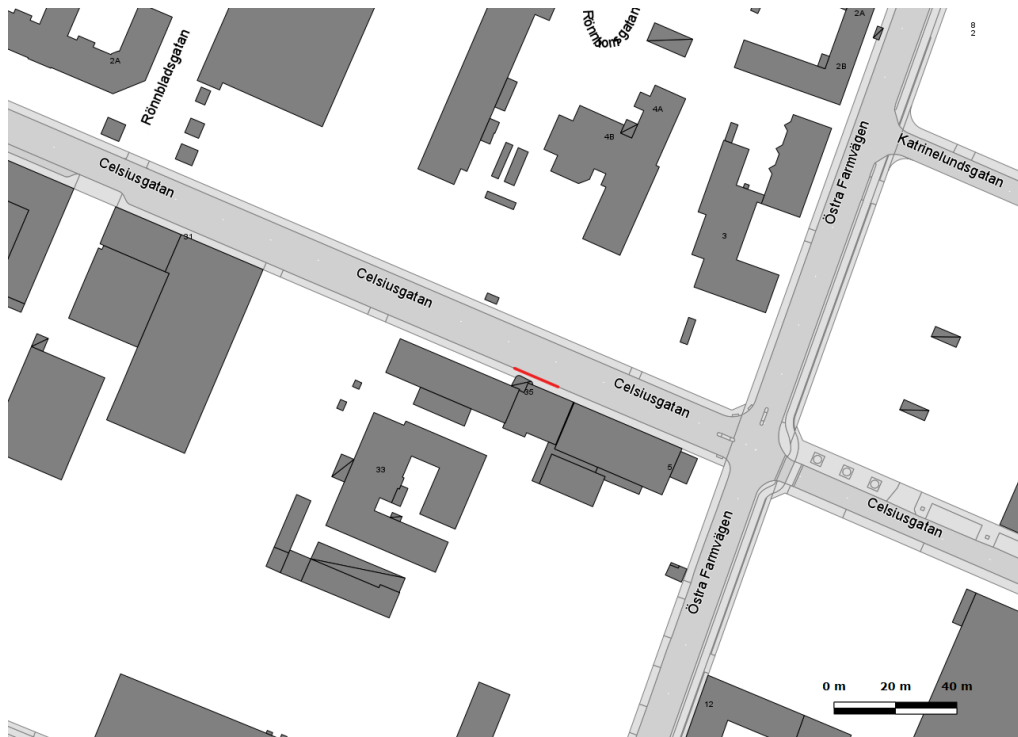 2A
Rönnbladsgatan
Celsiusgatan
31
Celsiusgatan
4A
4B
2A
2B
8
2
Östra Farmvägen
Katrinelundsgatan
3
35
Celsiusgatan
33
5
Celsiusgatan
Östra Farmvägen
12
0 m 20 m 40 m